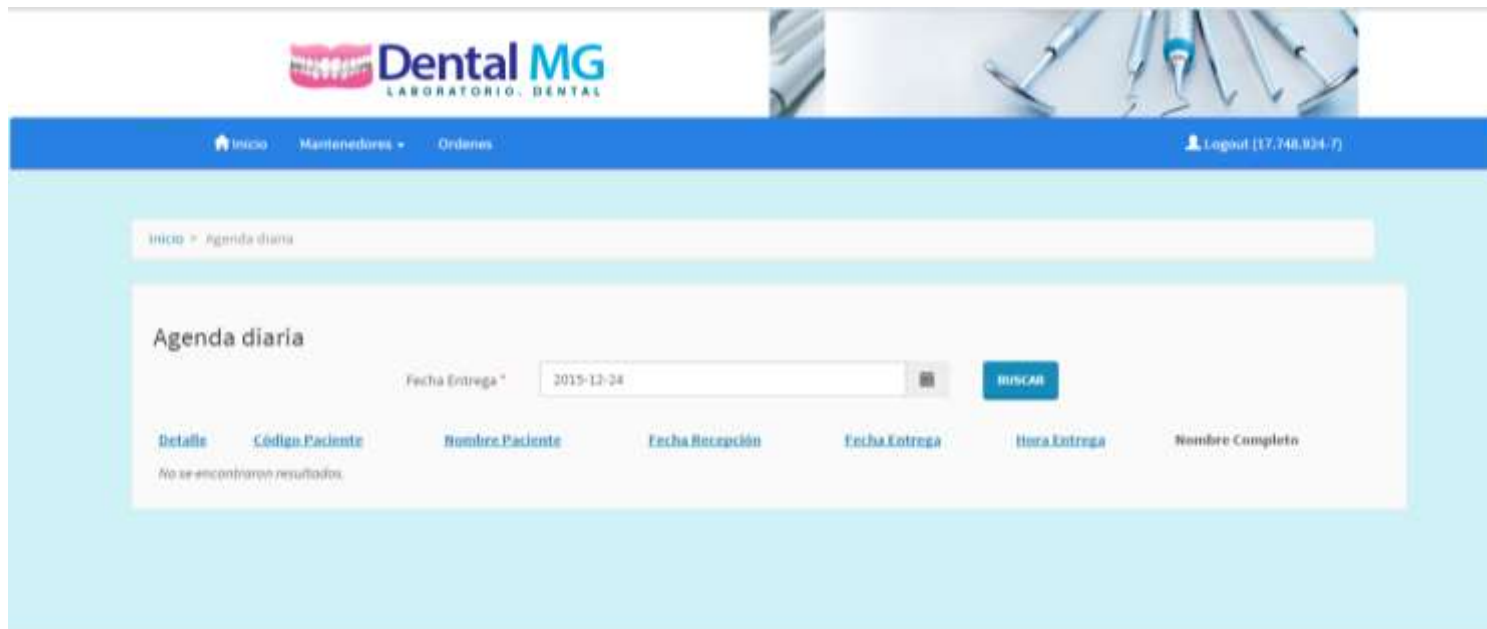 Dental MG
LABORATORIO. DENTAL
Inicio Mantenedores Ordenes Logout (17.748.924-7)
Inicio > Agenda diaria
Agenda diaria
Fecha Entrega * 2015-12-24 BUSCAR
Detalle Código Paciente Nombre Paciente Fecha Recepción Fecha Entrega Hora Entrega Nombre Completo
No se encontraron resultados.